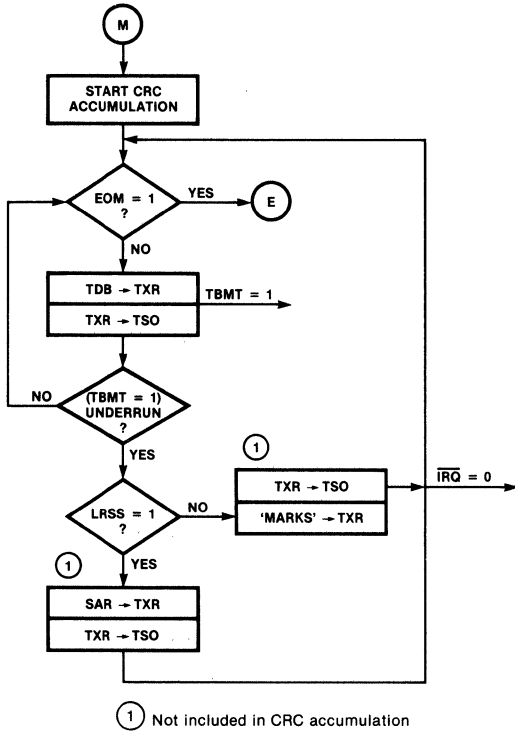 M
START CRC
ACCUMULATION
EOM = 1
?
YES
E
NO
TDB → TXR
TBMT = 1
TXR → TSO
NO
(TBMT = 1)
UNDERRUN
?
YES
1
LRSS = 1
?
NO
TXR → TSO
'MARKS' → TXR
IRQ = 0
1
YES
SAR → TXR
TXR → TSO
1 Not included in CRC accumulation